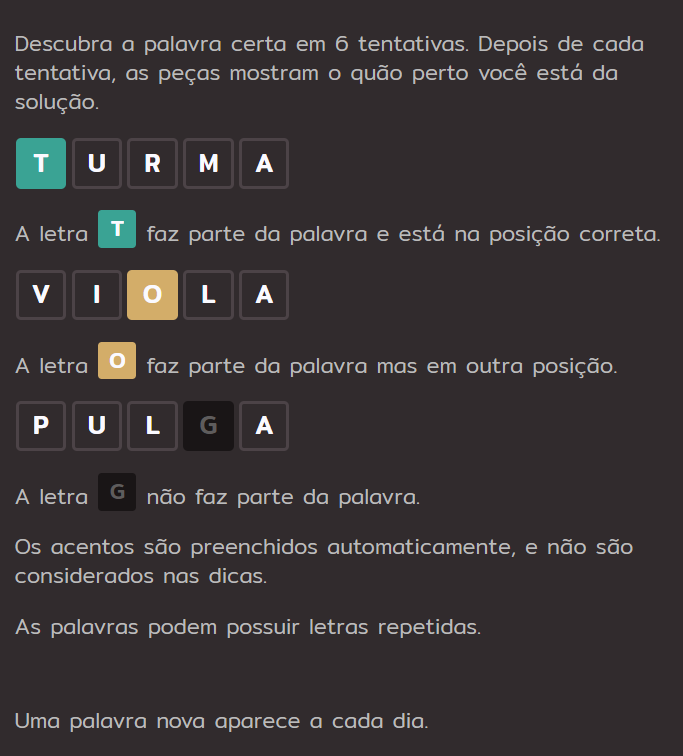 Descubra a palavra certa em 6 tentativas. Depois de cada
tentativa, as peças mostram o quão perto você está da
solução.
T U R M A
A letra T faz parte da palavra e está na posição correta.
V I O L A
A letra O faz parte da palavra mas em outra posição.
P U L G A
A letra G não faz parte da palavra.
Os acentos são preenchidos automaticamente, e não são
considerados nas dicas.
As palavras podem possuir letras repetidas.
Uma palavra nova aparece a cada dia.